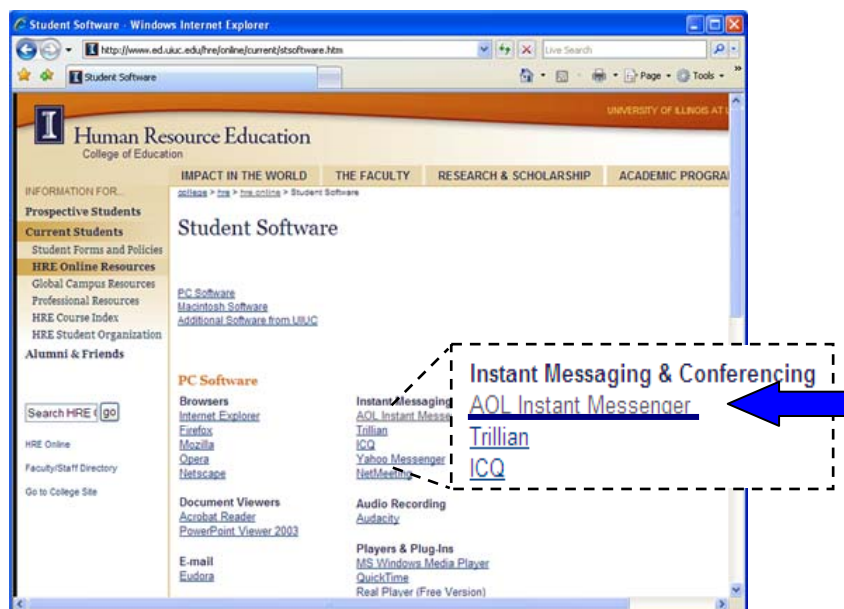 Student Software - Windows Internet Explorer
http://www.ed.uiuc.edu/hre/online/current/stsoftware.htm
Live Search
Student Software
Page
Tools
UNIVERSITY OF ILLINOIS AT
I
Human Resource Education
College of Education
IMPACT IN THE WORLD THE FACULTY RESEARCH & SCHOLARSHIP ACADEMIC PROGRA
college > hre > hre online > Student Software
INFORMATION FOR...
Prospective Students
Current Students
Student Forms and Policies
HRE Online Resources
Global Campus Resources
Professional Resources
HRE Course Index
HRE Student Organization
Alumni & Friends
Search HRE go
HRE Online
Faculty/Staff Directory
Go to College Site
Student Software
PC Software
Macintosh Software
Additional Software from UIUC
PC Software
Browsers
Internet Explorer
Firefox
Mozilla
Opera
Netscape
Document Viewers
Acrobat Reader
PowerPoint Viewer 2003
E-mail
Eudora
Instant Messaging
AOL Instant Messe
Trillian
ICQ
Yahoo Messenger
NetMeeting
Audio Recording
Audacity
Players & Plug-Ins
MS Windows Media Player
QuickTime
Real Player (Free Version)
Instant Messaging & Conferencing
AOL Instant Messenger
Trillian
ICQ